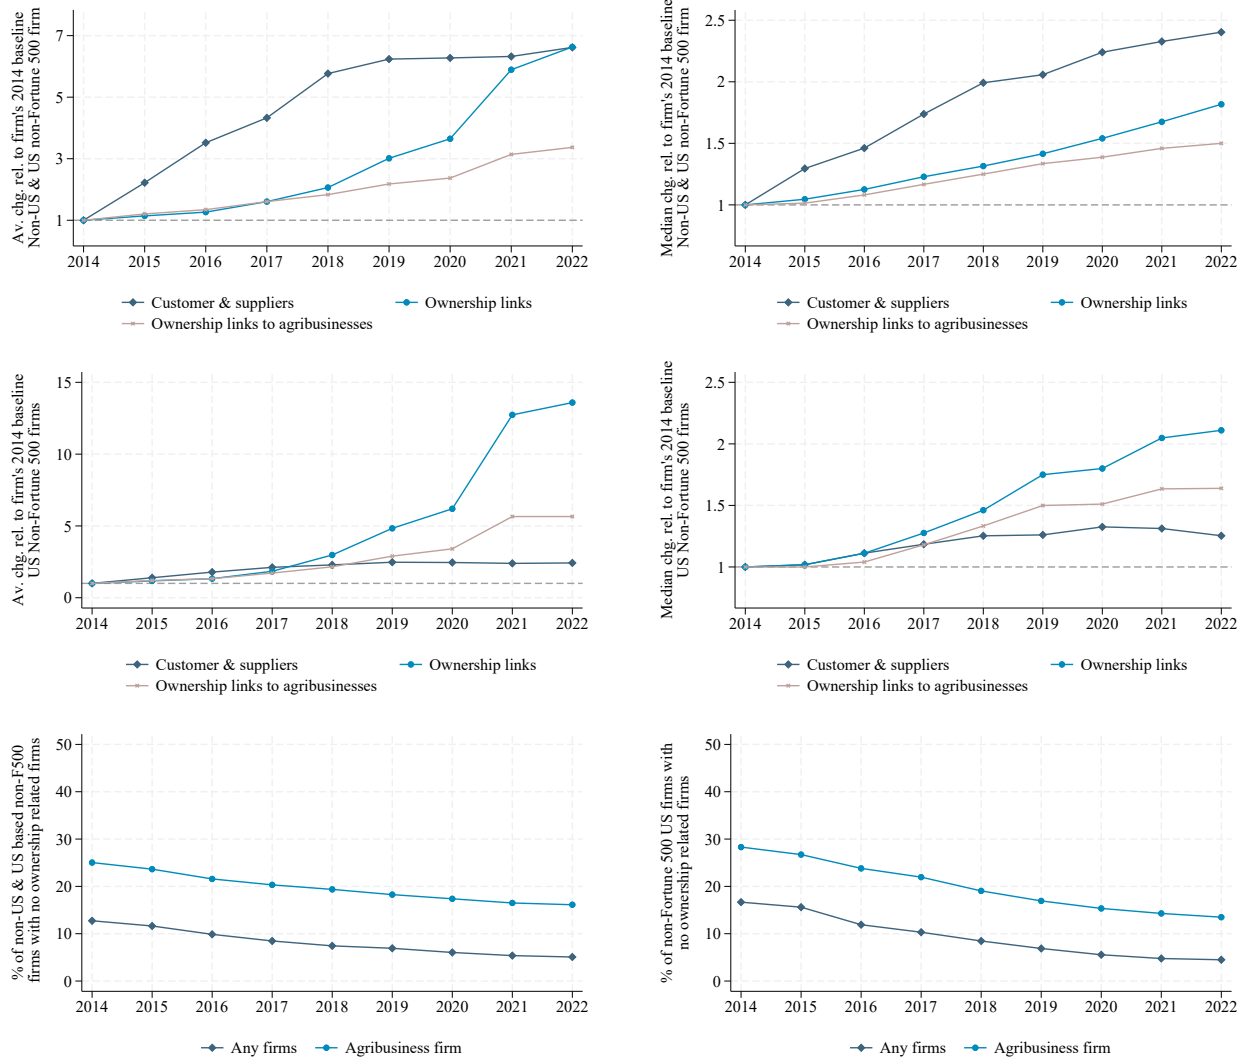 Av. chg. rel. to firm's 2014 baseline
Non-US & US non-Fortune 500 firm
7
5
3
1
2014 2015 2016 2017 2018 2019 2020 2021 2022
Customer & suppliers
Ownership links
Ownership links to agribusinesses
Median chg. rel. to firm's 2014 baseline
Non-US & US non-Fortune 500 firm
2.5
2
1.5
1
2014 2015 2016 2017 2018 2019 2020 2021 2022
Customer & suppliers
Ownership links
Ownership links to agribusinesses
Av. chg. rel. to firm's 2014 baseline
US Non-Fortune 500 firms
15
10
5
0
2014 2015 2016 2017 2018 2019 2020 2021 2022
Customer & suppliers
Ownership links
Ownership links to agribusinesses
Median chg. rel. to firm's 2014 baseline
US Non-Fortune 500 firms
2.5
2
1.5
1
2014 2015 2016 2017 2018 2019 2020 2021 2022
Customer & suppliers
Ownership links
Ownership links to agribusinesses
% of non-US & US based non-F500
firms with no ownership related firms
50
40
30
20
10
0
2014 2015 2016 2017 2018 2019 2020 2021 2022
Any firms
Agribusiness firm
% of non-Fortune 500 US firms with
no ownership related firms
50
40
30
20
10
0
2014 2015 2016 2017 2018 2019 2020 2021 2022
Any firms
Agribusiness firm